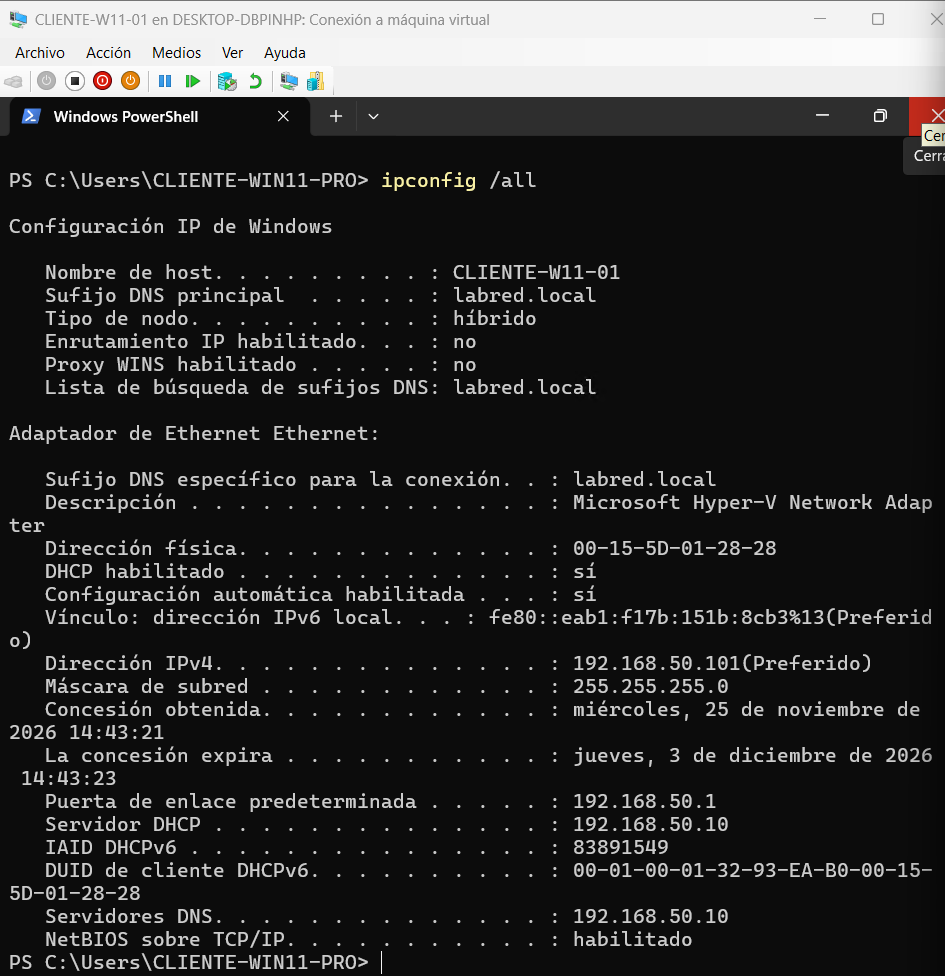 CLIENTE-W11-01 en DESKTOP-DBPINHP: Conexión a máquina virtual
Archivo Acción Medios Ver Ayuda
Windows PowerShell
Cer
Cerra
PS C:\Users\CLIENTE-WIN11-PRO> ipconfig /all
Configuración IP de Windows
Nombre de host. . . . . . . . . : CLIENTE-W11-01
Sufijo DNS principal  . . . . . : labred.local
Tipo de nodo. . . . . . . . . . : híbrido
Enrutamiento IP habilitado. . . : no
Proxy WINS habilitado . . . . . : no
Lista de búsqueda de sufijos DNS: labred.local
Adaptador de Ethernet Ethernet:
Sufijo DNS específico para la conexión. . : labred.local
Descripción . . . . . . . . . . . . . . . : Microsoft Hyper-V Network Adap
ter
Dirección física. . . . . . . . . . . . . : 00-15-5D-01-28-28
DHCP habilitado . . . . . . . . . . . . . : sí
Configuración automática habilitada . . . : sí
Vínculo: dirección IPv6 local. . . : fe80::eab1:f17b:151b:8cb3%13(Preferid
o)
Dirección IPv4. . . . . . . . . . . . . . : 192.168.50.101(Preferido)
Máscara de subred . . . . . . . . . . . . : 255.255.255.0
Concesión obtenida. . . . . . . . . . . . : miércoles, 25 de noviembre de
2026 14:43:21
La concesión expira . . . . . . . . . . . : jueves, 3 de diciembre de 2026
14:43:23
Puerta de enlace predeterminada . . . . . : 192.168.50.1
Servidor DHCP . . . . . . . . . . . . . . : 192.168.50.10
IAID DHCPv6 . . . . . . . . . . . . . . . : 83891549
DUID de cliente DHCPv6. . . . . . . . . . : 00-01-00-01-32-93-EA-B0-00-15-
5D-01-28-28
Servidores DNS. . . . . . . . . . . . . . : 192.168.50.10
NetBIOS sobre TCP/IP. . . . . . . . . . . : habilitado
PS C:\Users\CLIENTE-WIN11-PRO>